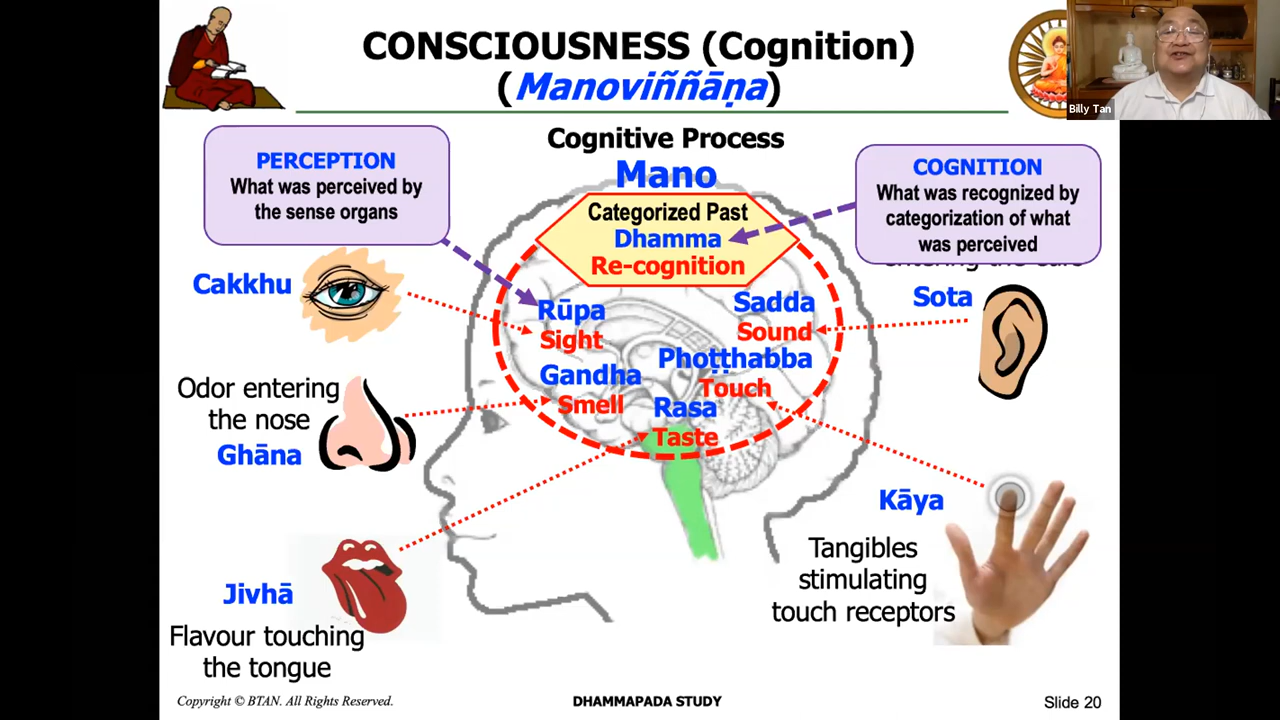 CONSCIOUSNESS (Cognition)
(Manoviññāṇa)
Billy Tan
Cognitive Process
Mano
PERCEPTION
What was perceived by
the sense organs
COGNITION
What was recognized by
categorization of what
was perceived
Categorized Past
Dhamma
Re-cognition
Cakkhu
Rūpa
Sight
Sadda
Sound
Sota
Gandha
Smell
Phoṭṭhabba
Touch
Rasa
Taste
Odor entering
the nose
Ghāna
Kāya
Tangibles
stimulating
touch receptors
Jivhā
Flavour touching
the tongue
Copyright © BTAN. All Rights Reserved.
DHAMMAPADA STUDY
Slide 20